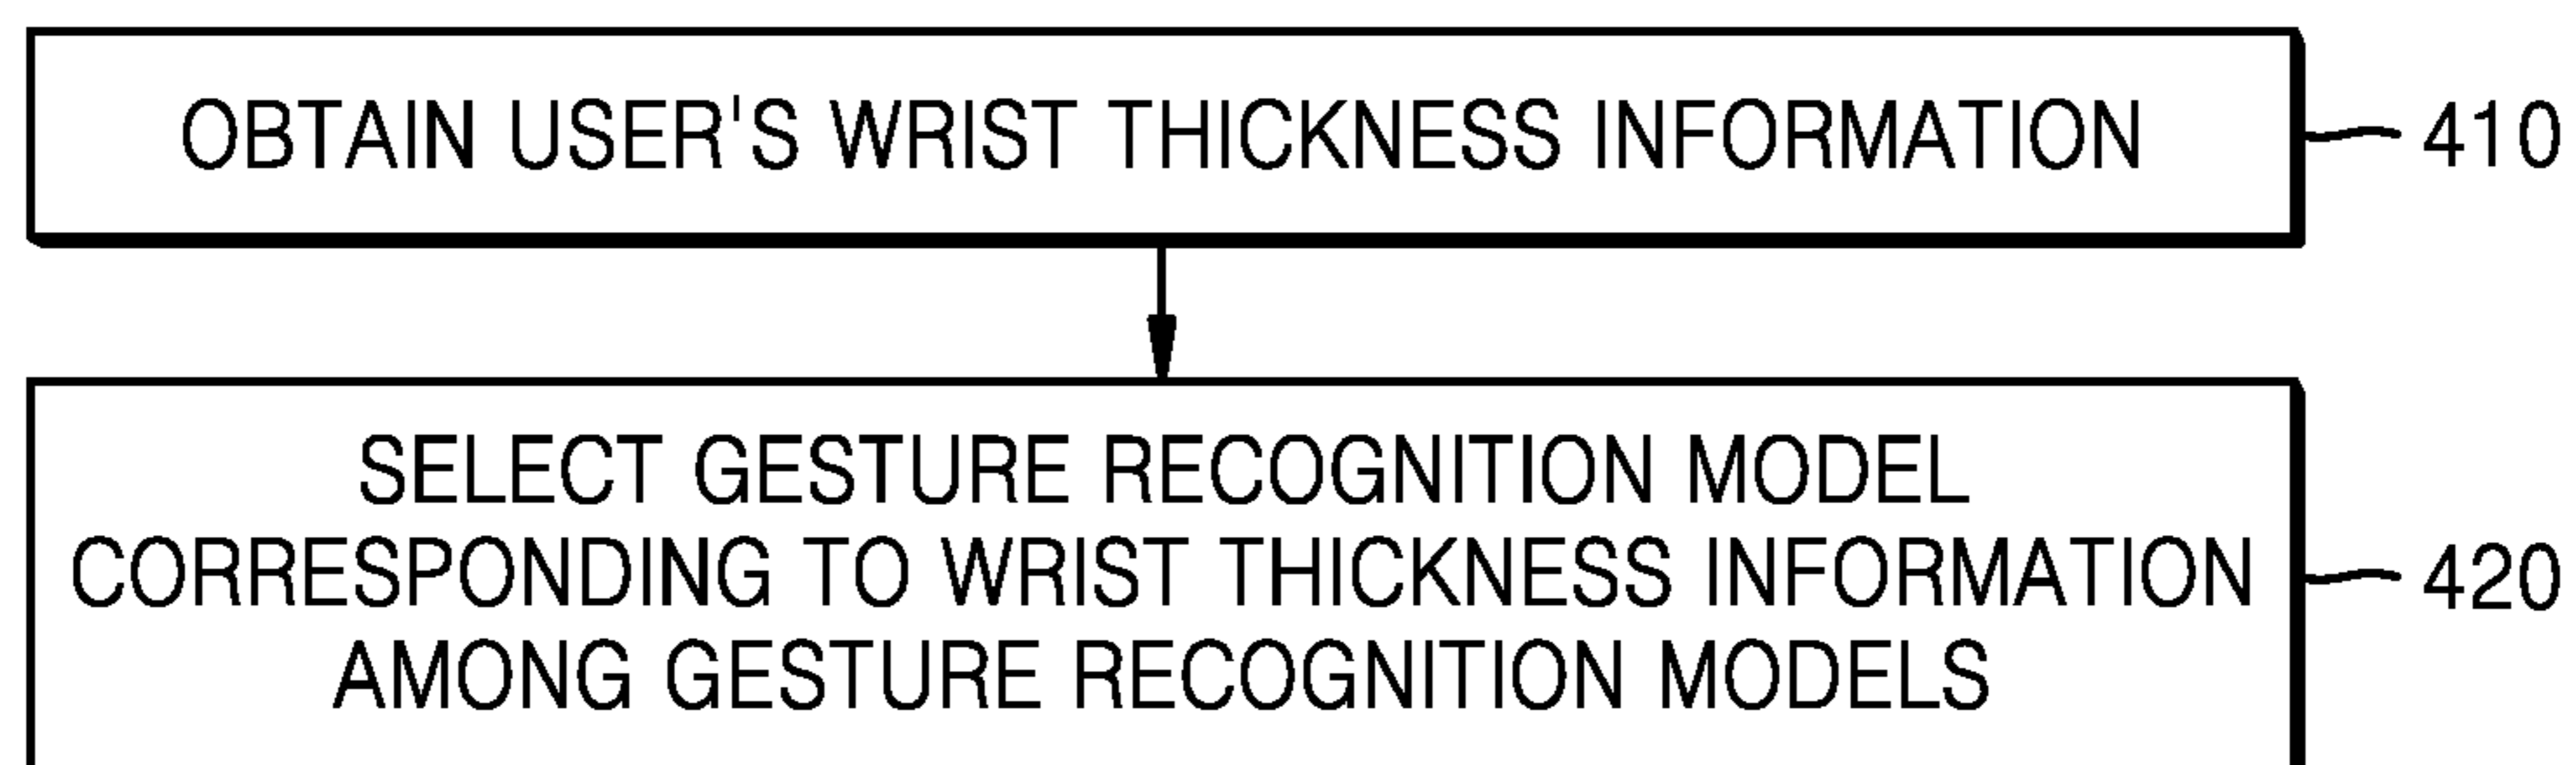 OBTAIN USER'S WRIST THICKNESS INFORMATION
410
SELECT GESTURE RECOGNITION MODEL
CORRESPONDING TO WRIST THICKNESS INFORMATION
420
AMONG GESTURE RECOGNITION MODELS